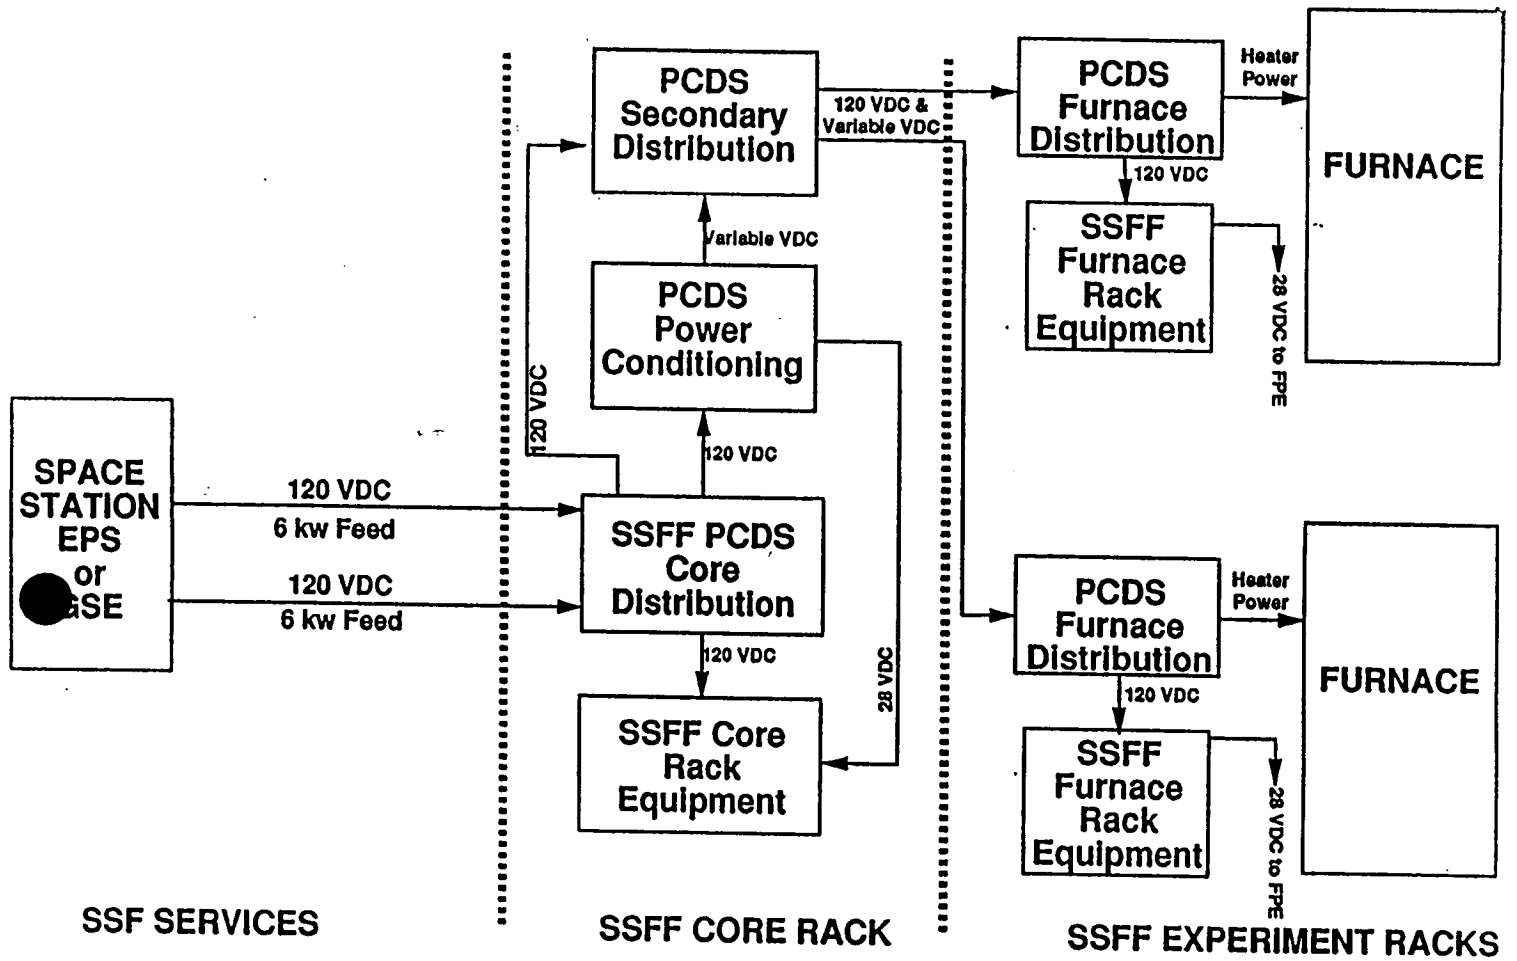 SPACE
STATION
EPS
or
GSE
120 VDC
6 kw Feed
120 VDC
6 kw Feed
SSF SERVICES
PCDS
Secondary
Distribution
Variable VDC
PCDS
Power
Conditioning
120 VDC
120 VDC
SSFF PCDS
Core
Distribution
120 VDC
28 VDC
SSFF Core
Rack
Equipment
SSFF CORE RACK
120 VDC &
Variable VDC
PCDS
Furnace
Distribution
Heater
Power
120 VDC
SSFF
Furnace
Rack
Equipment
28 VDC to FPE
FURNACE
PCDS
Furnace
Distribution
Heater
Power
120 VDC
SSFF
Furnace
Rack
Equipment
28 VDC to FPE
FURNACE
SSFF EXPERIMENT RACKS